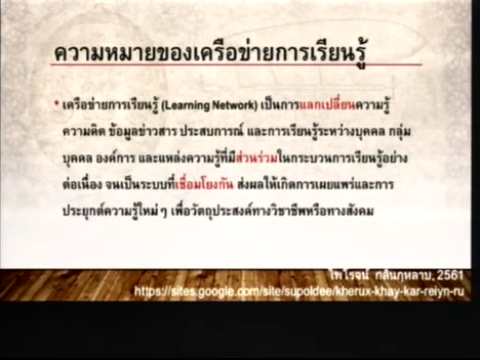 ความหมายของเครือข่ายการเรียนรู้
• เครือข่ายการเรียนรู้ (Learning Network) เป็นการแลกเปลี่ยนความรู้
ความคิด ข้อมูลข่าวสาร ประสบการณ์ และการเรียนรู้ระหว่างบุคคล กลุ่ม
บุคคล องค์การ และแหล่งความรู้ที่มีส่วนร่วมในกระบวนการเรียนรู้อย่าง
ต่อเนื่อง จนเป็นระบบที่เชื่อมโยงกัน ส่งผลให้เกิดการเผยแพร่และการ
ประยุกต์ความรู้ใหม่ ๆ เพื่อวัตถุประสงค์ทางวิชาชีพหรือทางสังคม
ไพโรจน์ กลิ่นกุหลาบ, 2561
https://sites.google.com/site/supoldee/kherux-khay-kar-reiyn-ru